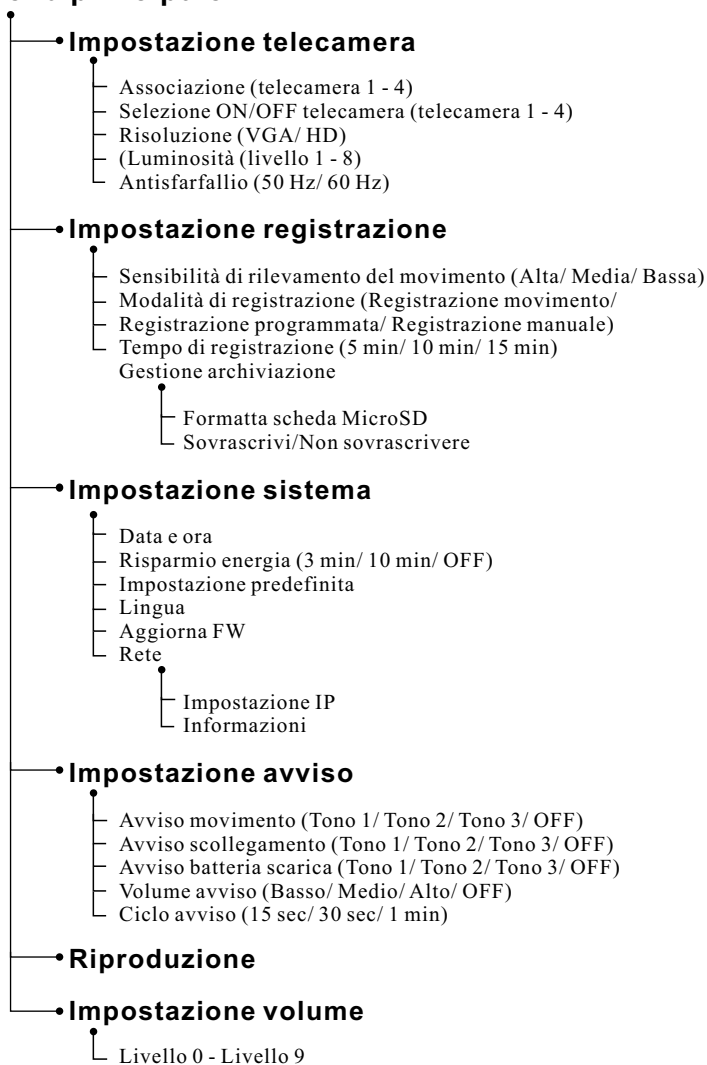 Impostazione telecamera
Associazione (telecamera 1 - 4)
Selezione ON/OFF telecamera (telecamera 1 - 4)
Risoluzione (VGA/ HD)
(Luminosità (livello 1 - 8)
Antisfarfallio (50 Hz/ 60 Hz)
Impostazione registrazione
Sensibilità di rilevamento del movimento (Alta/ Media/ Bassa)
Modalità di registrazione (Registrazione movimento/
Registrazione programmata/ Registrazione manuale)
Tempo di registrazione (5 min/ 10 min/ 15 min)
Gestione archiviazione
Formatta scheda MicroSD
Sovrascrivi/Non sovrascrivere
Impostazione sistema
Data e ora
Risparmio energia (3 min/ 10 min/ OFF)
Impostazione predefinita
Lingua
Aggiorna FW
Rete
Impostazione IP
Informazioni
Impostazione avviso
Avviso movimento (Tono 1/ Tono 2/ Tono 3/ OFF)
Avviso scollegamento (Tono 1/ Tono 2/ Tono 3/ OFF)
Avviso batteria scarica (Tono 1/ Tono 2/ Tono 3/ OFF)
Volume avviso (Basso/ Medio/ Alto/ OFF)
Ciclo avviso (15 sec/ 30 sec/ 1 min)
Riproduzione
Impostazione volume
Livello 0 - Livello 9